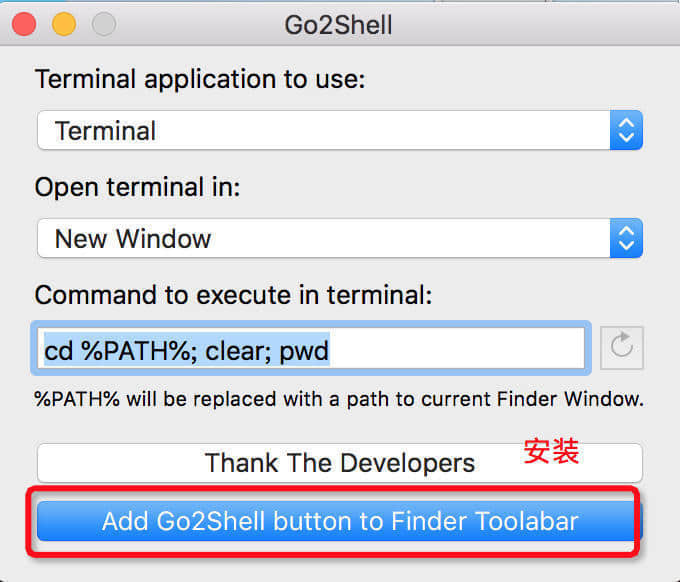 Go2Shell
Terminal application to use:
Terminal
Open terminal in:
New Window
Command to execute in terminal:
cd %PATH%; clear; pwd
%PATH% will be replaced with a path to current Finder Window.
安装
Thank The Developers
Add Go2Shell button to Finder Toolabar